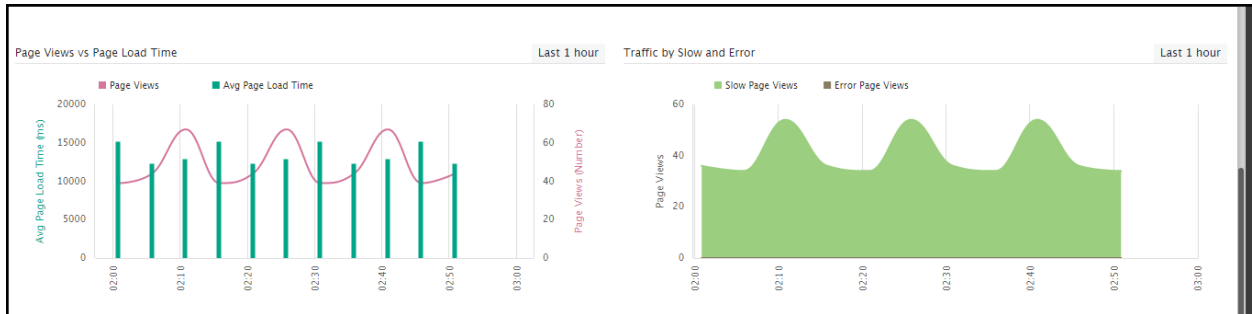 Page Views vs Page Load Time
Last 1 hour
Page Views
Avg Page Load Time
20000
15000
10000
5000
0
Avg Page Load Time (ms)
80
60
40
20
0
Page Views (Number)
02:00
02:10
02:20
02:30
02:40
02:50
03:00
Traffic by Slow and Error
Last 1 hour
Slow Page Views
Error Page Views
60
40
20
0
Page Views
02:00
02:10
02:20
02:30
02:40
02:50
03:00